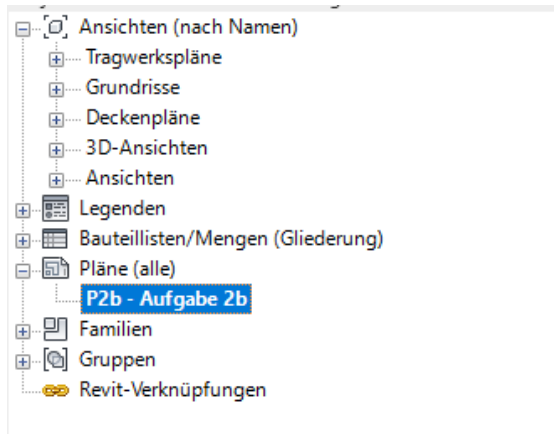 Ansichten (nach Namen)
Tragwerkspläne
Grundrisse
Deckenpläne
3D-Ansichten
Ansichten
Legenden
Bauteillisten/Mengen (Gliederung)
Pläne (alle)
P2b - Aufgabe 2b
Familien
Gruppen
Revit-Verknüpfungen